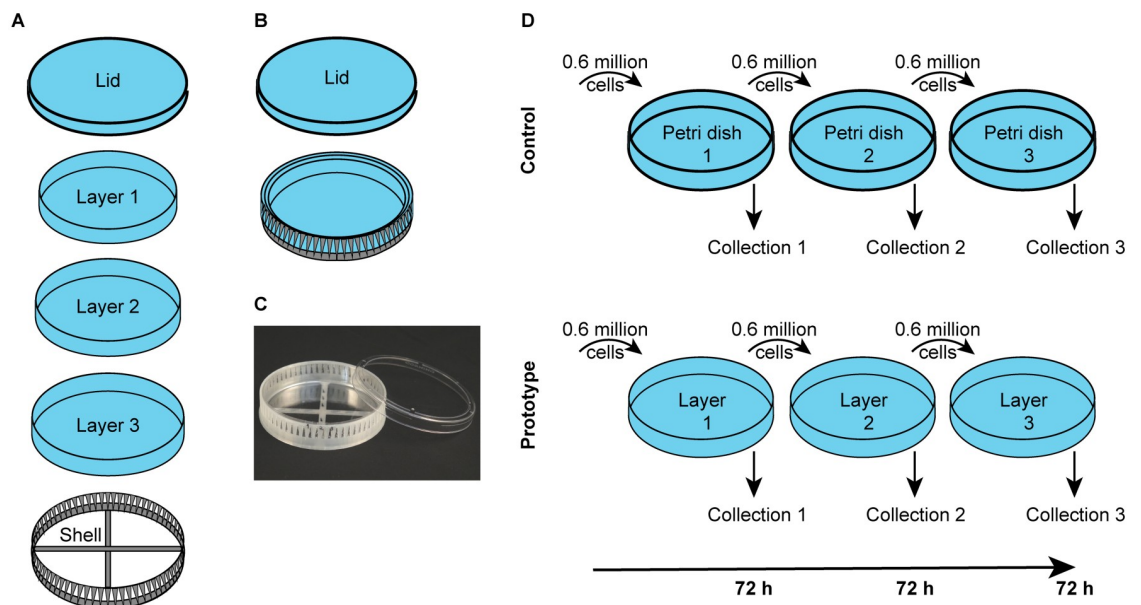 A
Lid
Layer 1
Layer 2
Layer 3
Shell
B
Lid
C
D
Control
0.6 million
cells
0.6 million
cells
0.6 million
cells
Petri dish
1
Petri dish
2
Petri dish
3
Collection 1
Collection 2
Collection 3
Prototype
0.6 million
cells
0.6 million
cells
0.6 million
cells
Layer
1
Layer
2
Layer
3
Collection 1
Collection 2
Collection 3
72 h
72 h
72 h